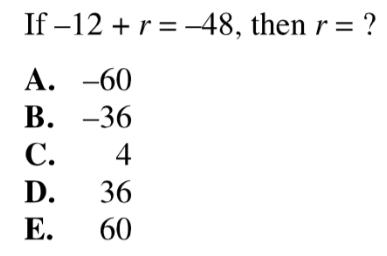 If –12 + r = –48, then r = ?
A. –60
B. –36
C. 4
D. 36
E. 60